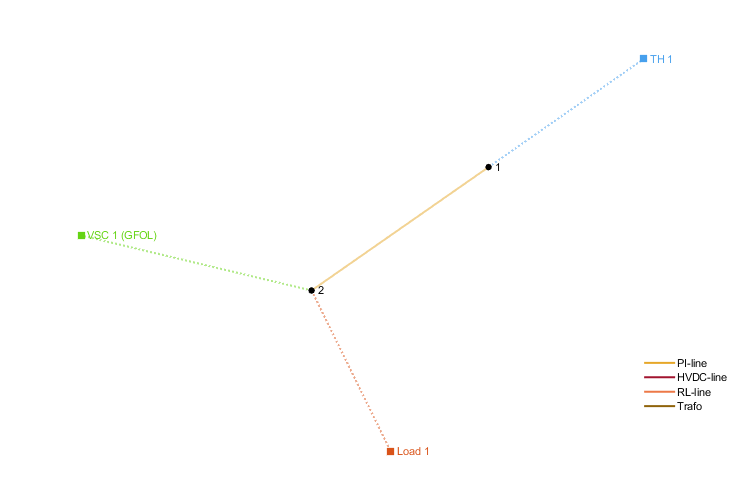 TH 1
1
VSC 1 (GFOL)
2
PI-line
HVDC-line
RL-line
Trafo
Load 1